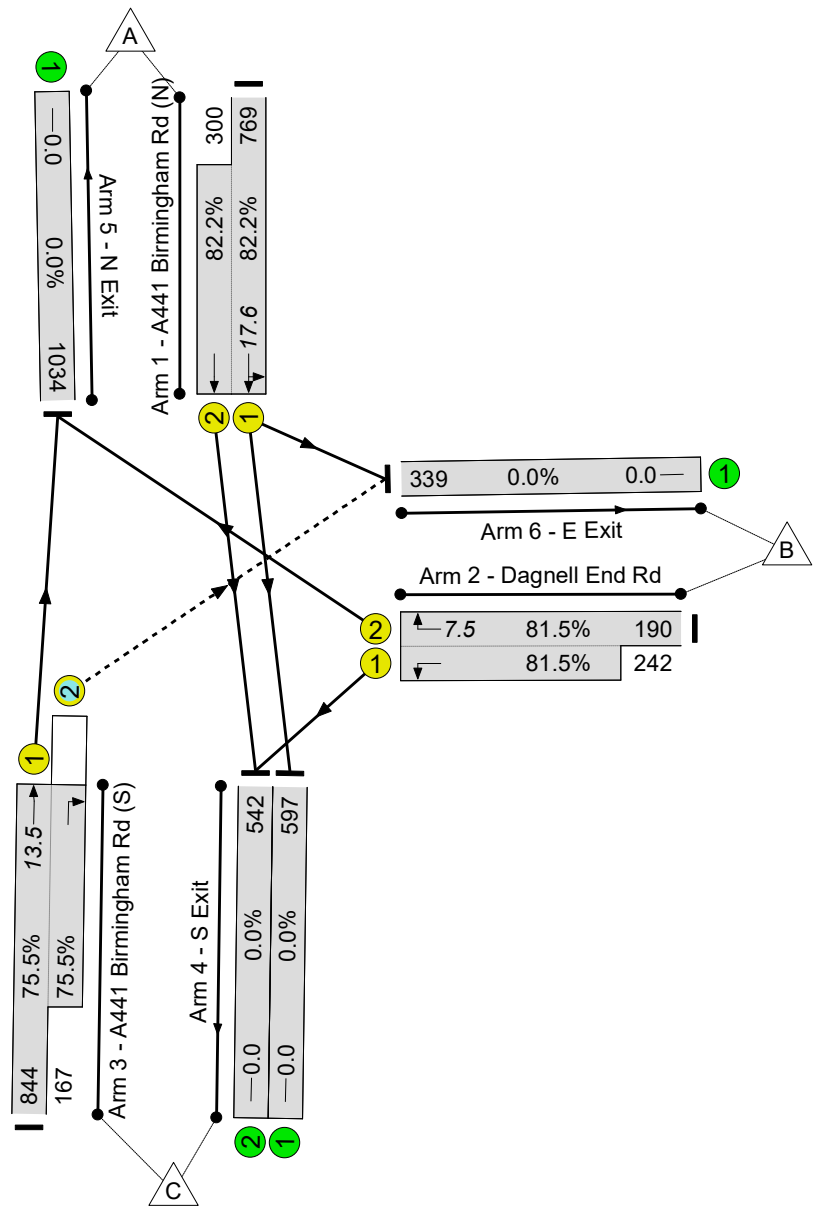 A
1
0.0 0.0% 1034
Arm 5 - N Exit
Arm 1 - A441 Birmingham Rd (N)
300 82.2%
769 82.2% 17.6
2
1
339 0.0% 0.0
1
Arm 6 - E Exit
B
Arm 2 - Dagnell End Rd
2
7.5 81.5% 190
1
81.5% 242
2
1
844 75.5% 13.5
167 75.5%
Arm 3 - A441 Birmingham Rd (S)
Arm 4 - S Exit
542 0.0% 0.0
597 0.0% 0.0
2
1
C